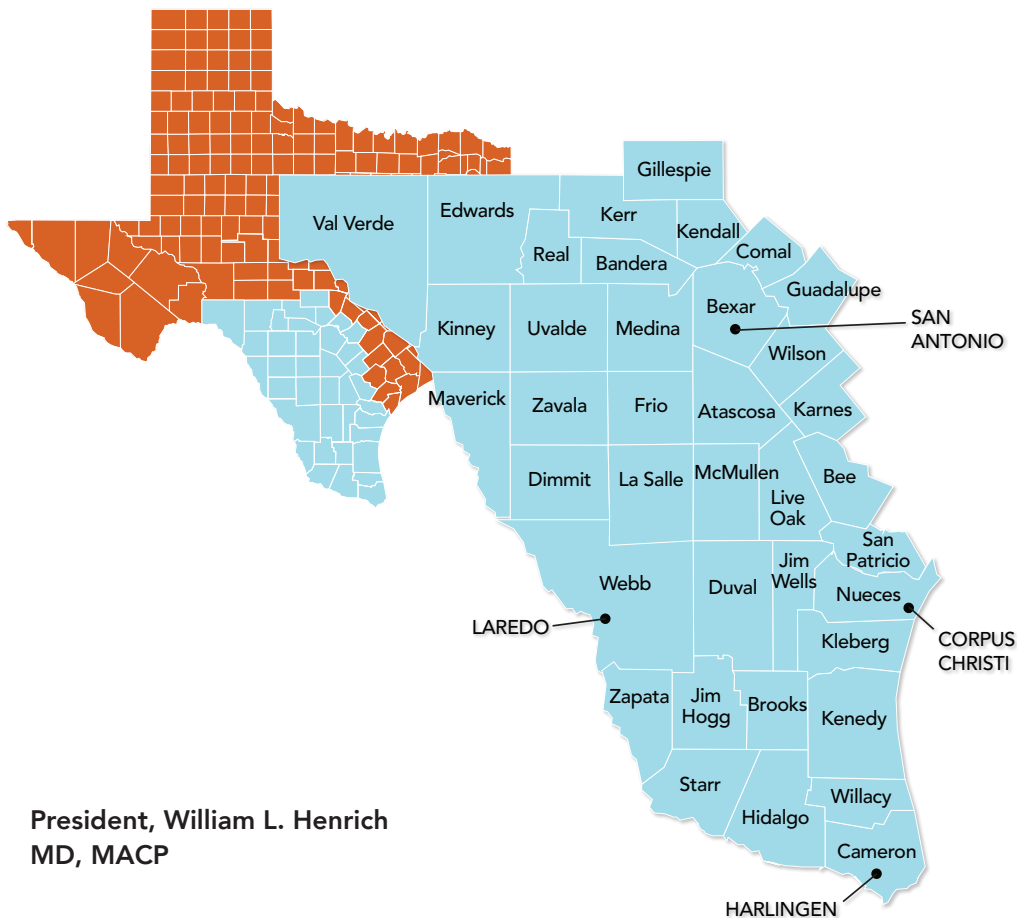 Gillespie
Val Verde
Edwards
Kerr
Kendall
Comal
Real
Bandera
Guadalupe
Bexar
SAN
ANTONIO
Kinney
Uvalde
Medina
Wilson
Maverick
Zavala
Frio
Atascosa
Karnes
Dimmit
La Salle
McMullen
Live
Oak
Bee
San
Patricio
Webb
Duval
Jim
Wells
Nueces
LAREDO
Kleberg
CORPUS
CHRISTI
Zapata
Jim
Hogg
Brooks
Kenedy
Starr
Hidalgo
Willacy
Cameron
HARLINGEN
President, William L. Henrich
MD, MACP